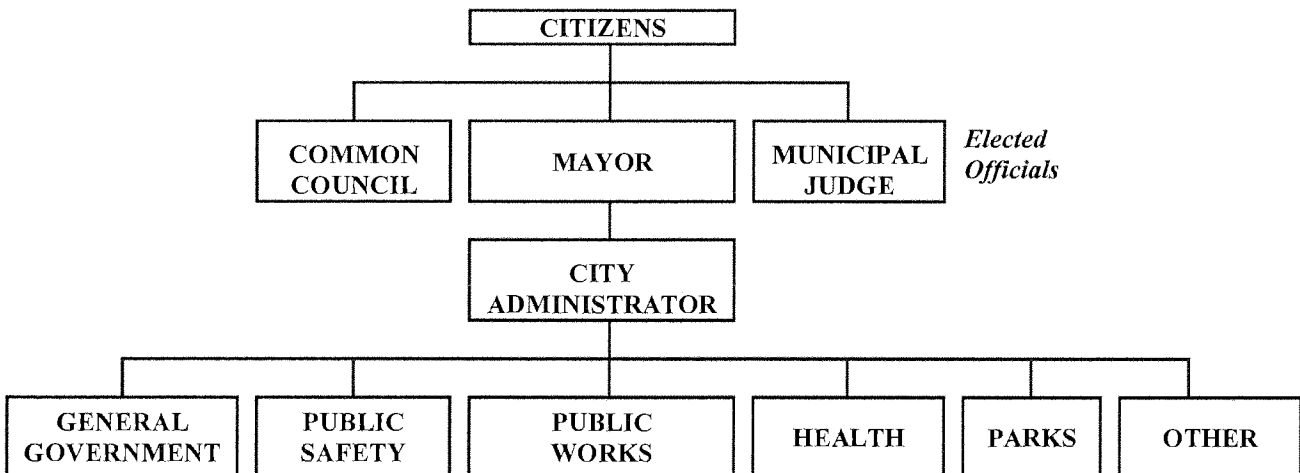 CITIZENS
COMMON
COUNCIL
MAYOR
MUNICIPAL
JUDGE
Elected
Officials
CITY
ADMINISTRATOR
GENERAL
GOVERNMENT
PUBLIC
SAFETY
PUBLIC
WORKS
HEALTH
PARKS
OTHER